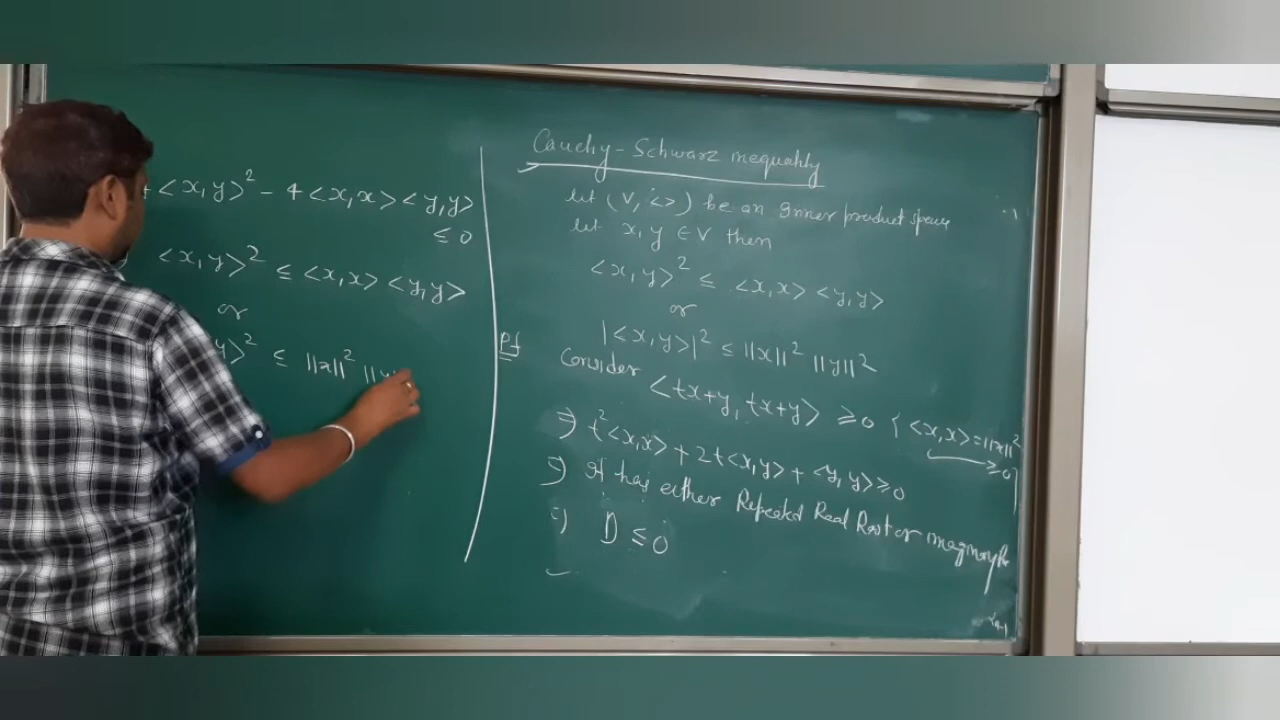 Cauchy-Schwarz inequality
let (V, <>) be an Inner product space
let x, y ∈ V then
<x, y>² ≤ <x, x> <y, y>
or
|<x, y>|² ≤ ||x||² ||y||²
Pf Consider <tx+y, tx+y> ≥ 0 { <x, x> = ||x||²
≥ 0}
⇒ t²<x,x> + 2t<x,y> + <y, y> ≥ 0
⇒ It has either Repeated Real Root or imaginary
⇒ D ≤ 0
4<x, y>² - 4<x, x><y, y>
≤ 0
<x, y>² ≤ <x, x> <y, y>
or
y>² ≤ ||x||² ||y